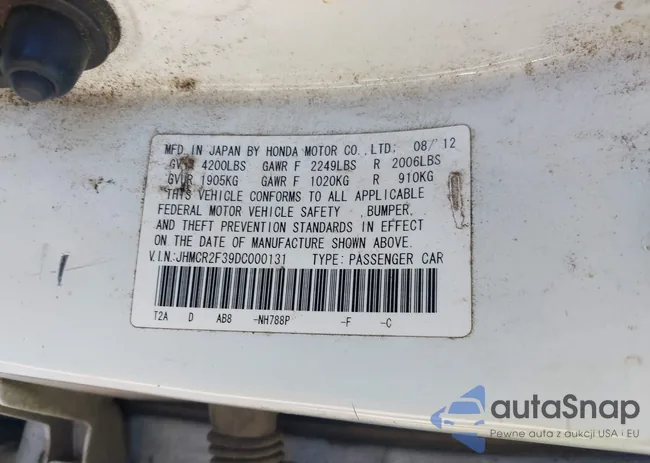 MFD. IN JAPAN BY HONDA MOTOR CO.,LTD; 08/'12
GVWR 4200LBS GAWR F 2249LBS R 2006LBS
GVWR 1905KG GAWR F 1020KG R 910KG
THIS VEHICLE CONFORMS TO ALL APPLICABLE
FEDERAL MOTOR VEHICLE SAFETY ,BUMPER,
AND THEFT PREVENTION STANDARDS IN EFFECT
ON THE DATE OF MANUFACTURE SHOWN ABOVE.
V.I.N:JHMCR2F39DC000131 TYPE: PASSENGER CAR
T2A D AB8 -NH788P -F -C
autaSnap
Pewne auta z aukcji USA i EU